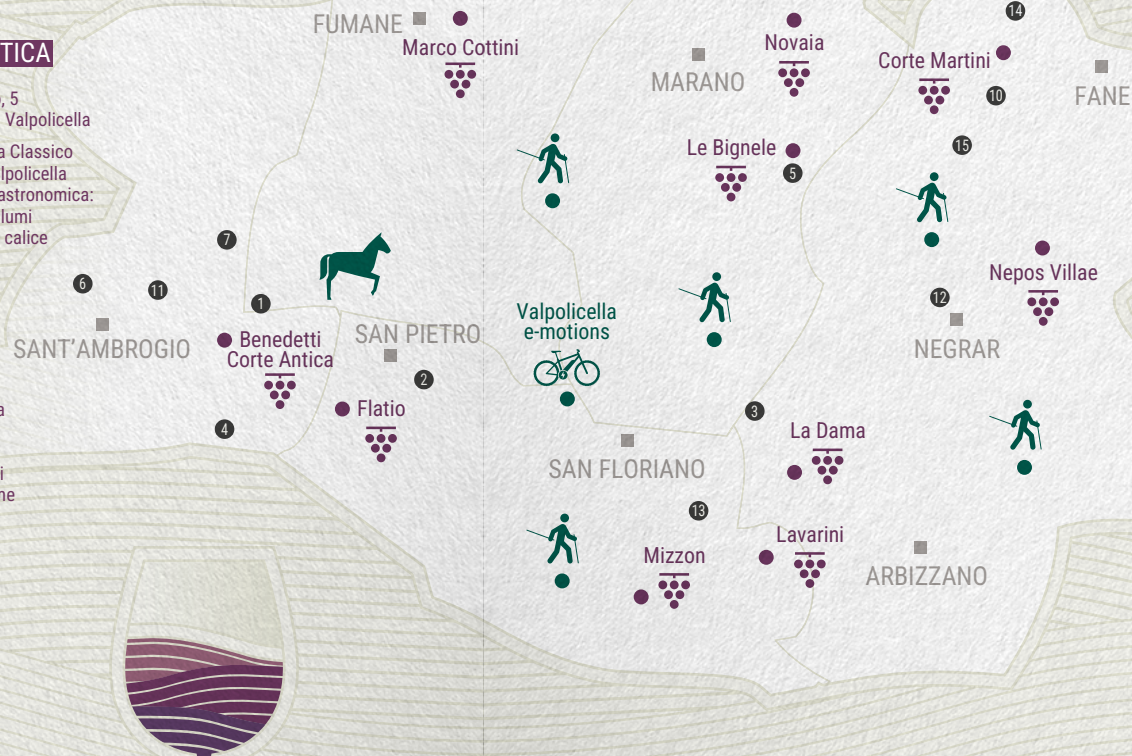 TICA
, 5
Valpolicella
a Classico
lpolicella
astronomica:
lumi
calice
a
i
ne
FUMANE
Marco Cottini
MARANO
Novaia
14
Corte Martini
10
FANE
Le Bignele
5
15
7
6
11
1
SANT'AMBROGIO
Benedetti
Corte Antica
SAN PIETRO
2
Flatio
4
Valpolicella
e-motions
Nepos Villae
12
NEGRAR
3
La Dama
SAN FLORIANO
13
Mizzon
Lavarini
ARBIZZANO